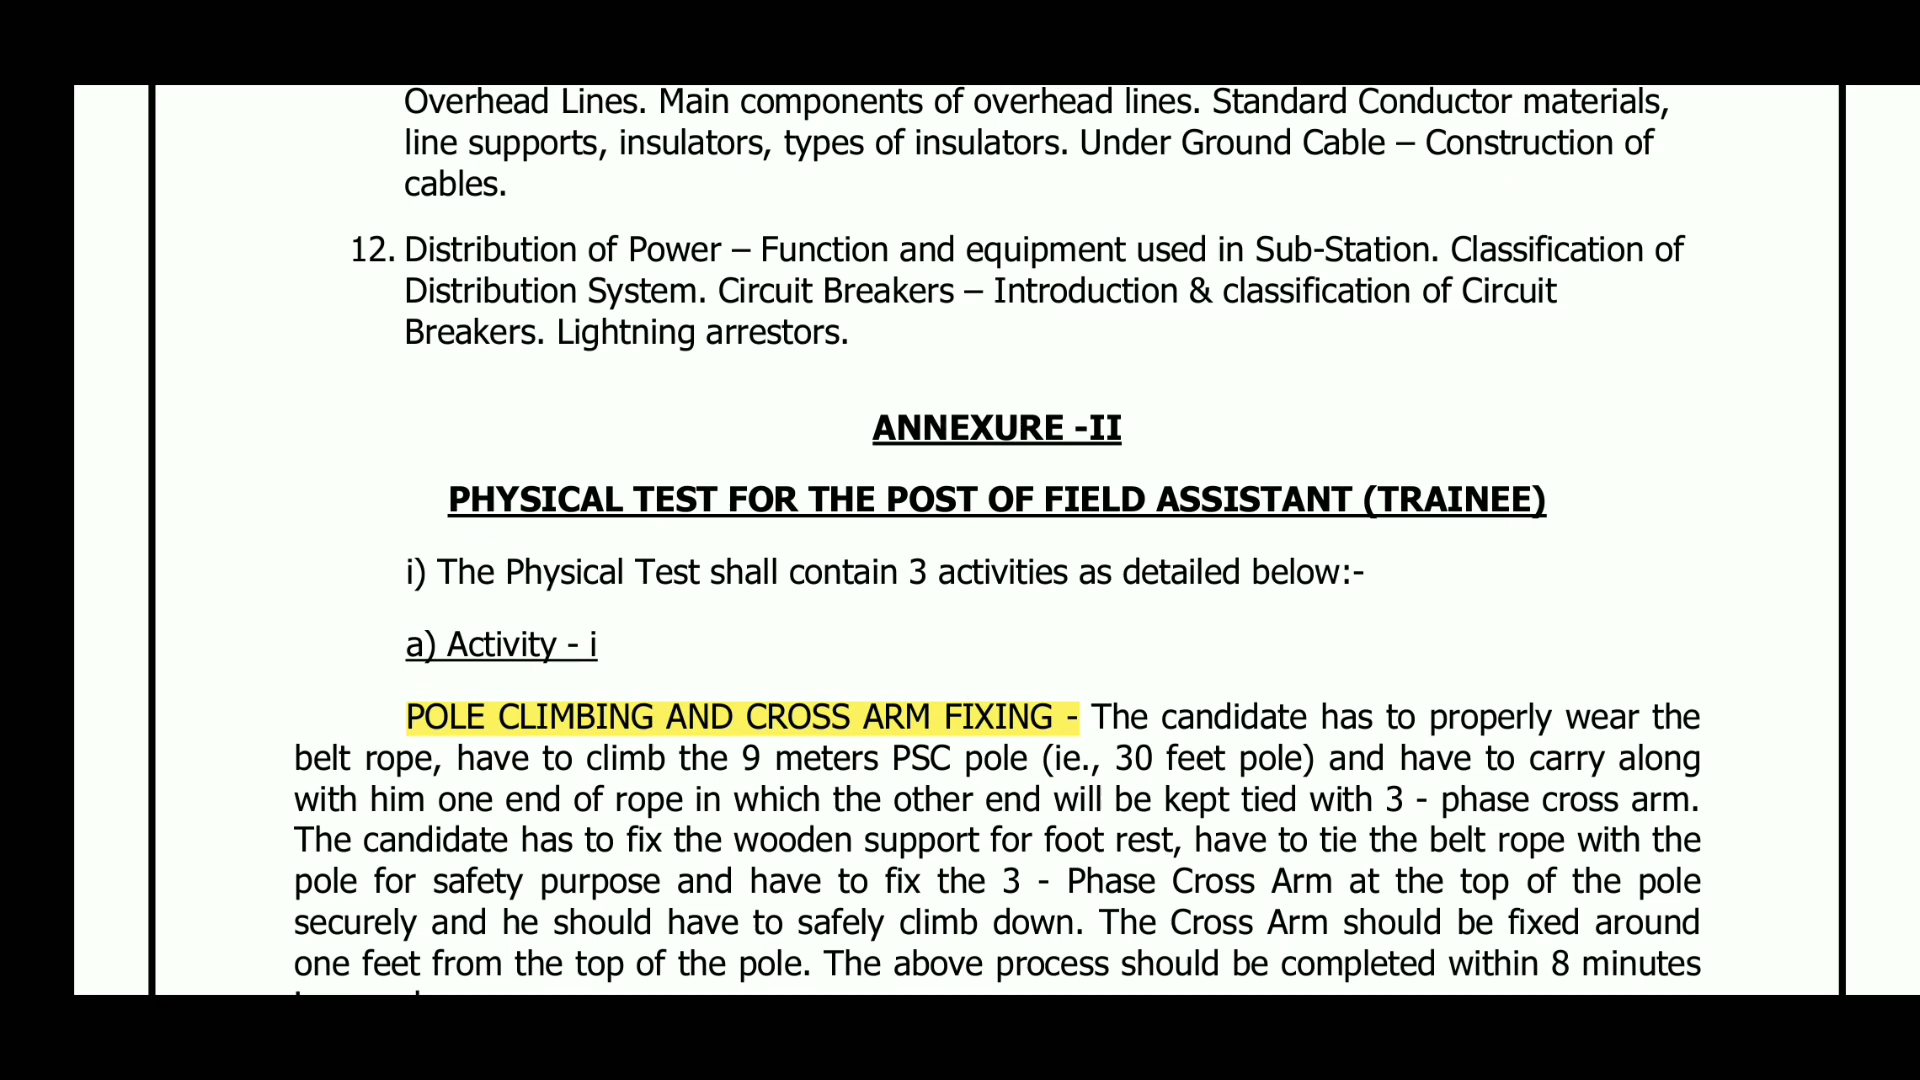 Overhead Lines. Main components of overhead lines. Standard Conductor materials,
line supports, insulators, types of insulators. Under Ground Cable – Construction of
cables.
12. Distribution of Power – Function and equipment used in Sub-Station. Classification of
Distribution System. Circuit Breakers – Introduction & classification of Circuit
Breakers. Lightning arrestors.
ANNEXURE -II
PHYSICAL TEST FOR THE POST OF FIELD ASSISTANT (TRAINEE)
i) The Physical Test shall contain 3 activities as detailed below:-
a) Activity - i
POLE CLIMBING AND CROSS ARM FIXING - The candidate has to properly wear the
belt rope, have to climb the 9 meters PSC pole (ie., 30 feet pole) and have to carry along
with him one end of rope in which the other end will be kept tied with 3 - phase cross arm.
The candidate has to fix the wooden support for foot rest, have to tie the belt rope with the
pole for safety purpose and have to fix the 3 - Phase Cross Arm at the top of the pole
securely and he should have to safely climb down. The Cross Arm should be fixed around
one feet from the top of the pole. The above process should be completed within 8 minutes